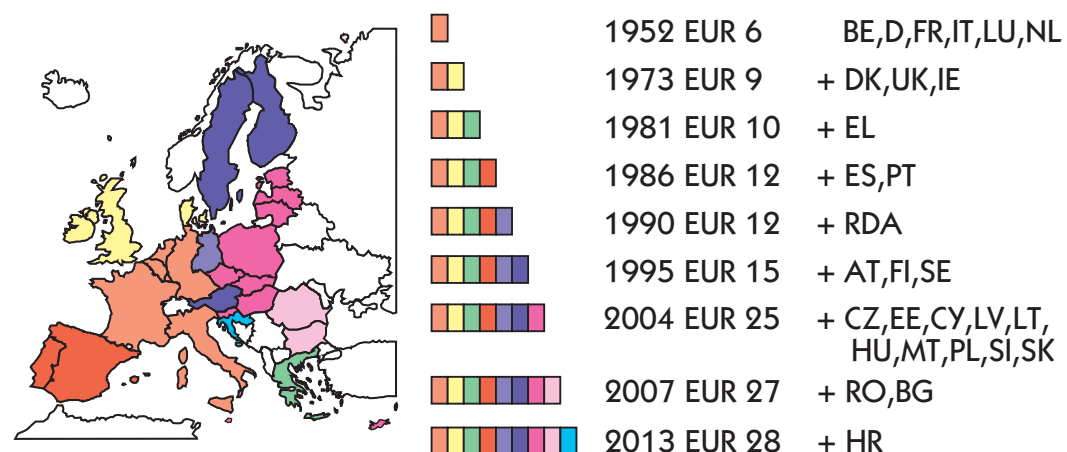 1952 EUR 6 BE,D,FR,IT,LU,NL
1973 EUR 9 + DK,UK,IE
1981 EUR 10 + EL
1986 EUR 12 + ES,PT
1990 EUR 12 + RDA
1995 EUR 15 + AT,FI,SE
2004 EUR 25 + CZ,EE,CY,LV,LT,
HU,MT,PL,SI,SK
2007 EUR 27 + RO,BG
2013 EUR 28 + HR